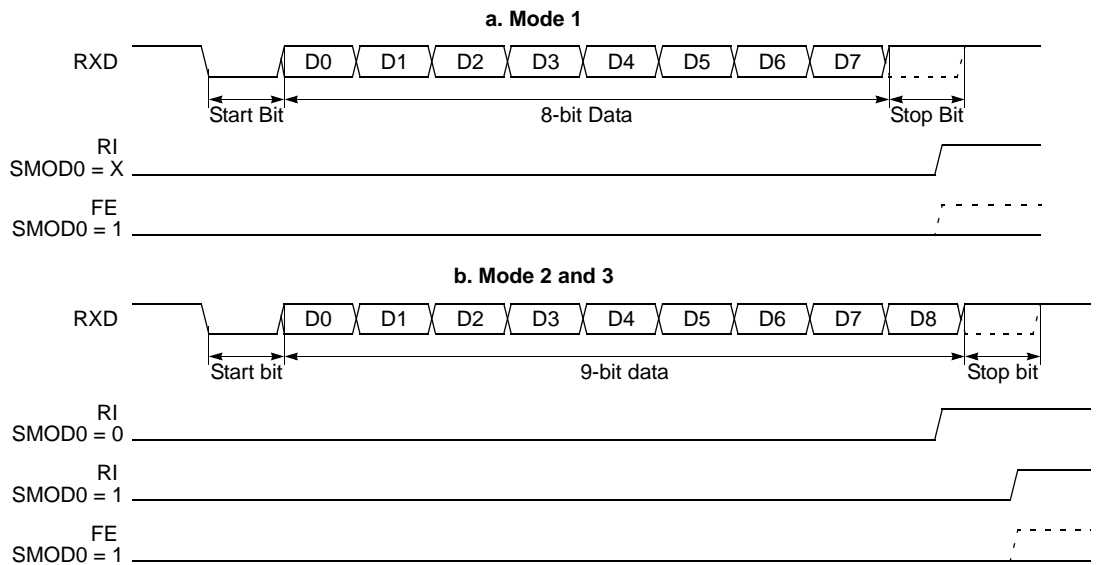 a. Mode 1
RXD D0 D1 D2 D3 D4 D5 D6 D7
Start Bit 8-bit Data Stop Bit
RI
SMOD0 = X
FE
SMOD0 = 1
b. Mode 2 and 3
RXD D0 D1 D2 D3 D4 D5 D6 D7 D8
Start bit 9-bit data Stop bit
RI
SMOD0 = 0
RI
SMOD0 = 1
FE
SMOD0 = 1